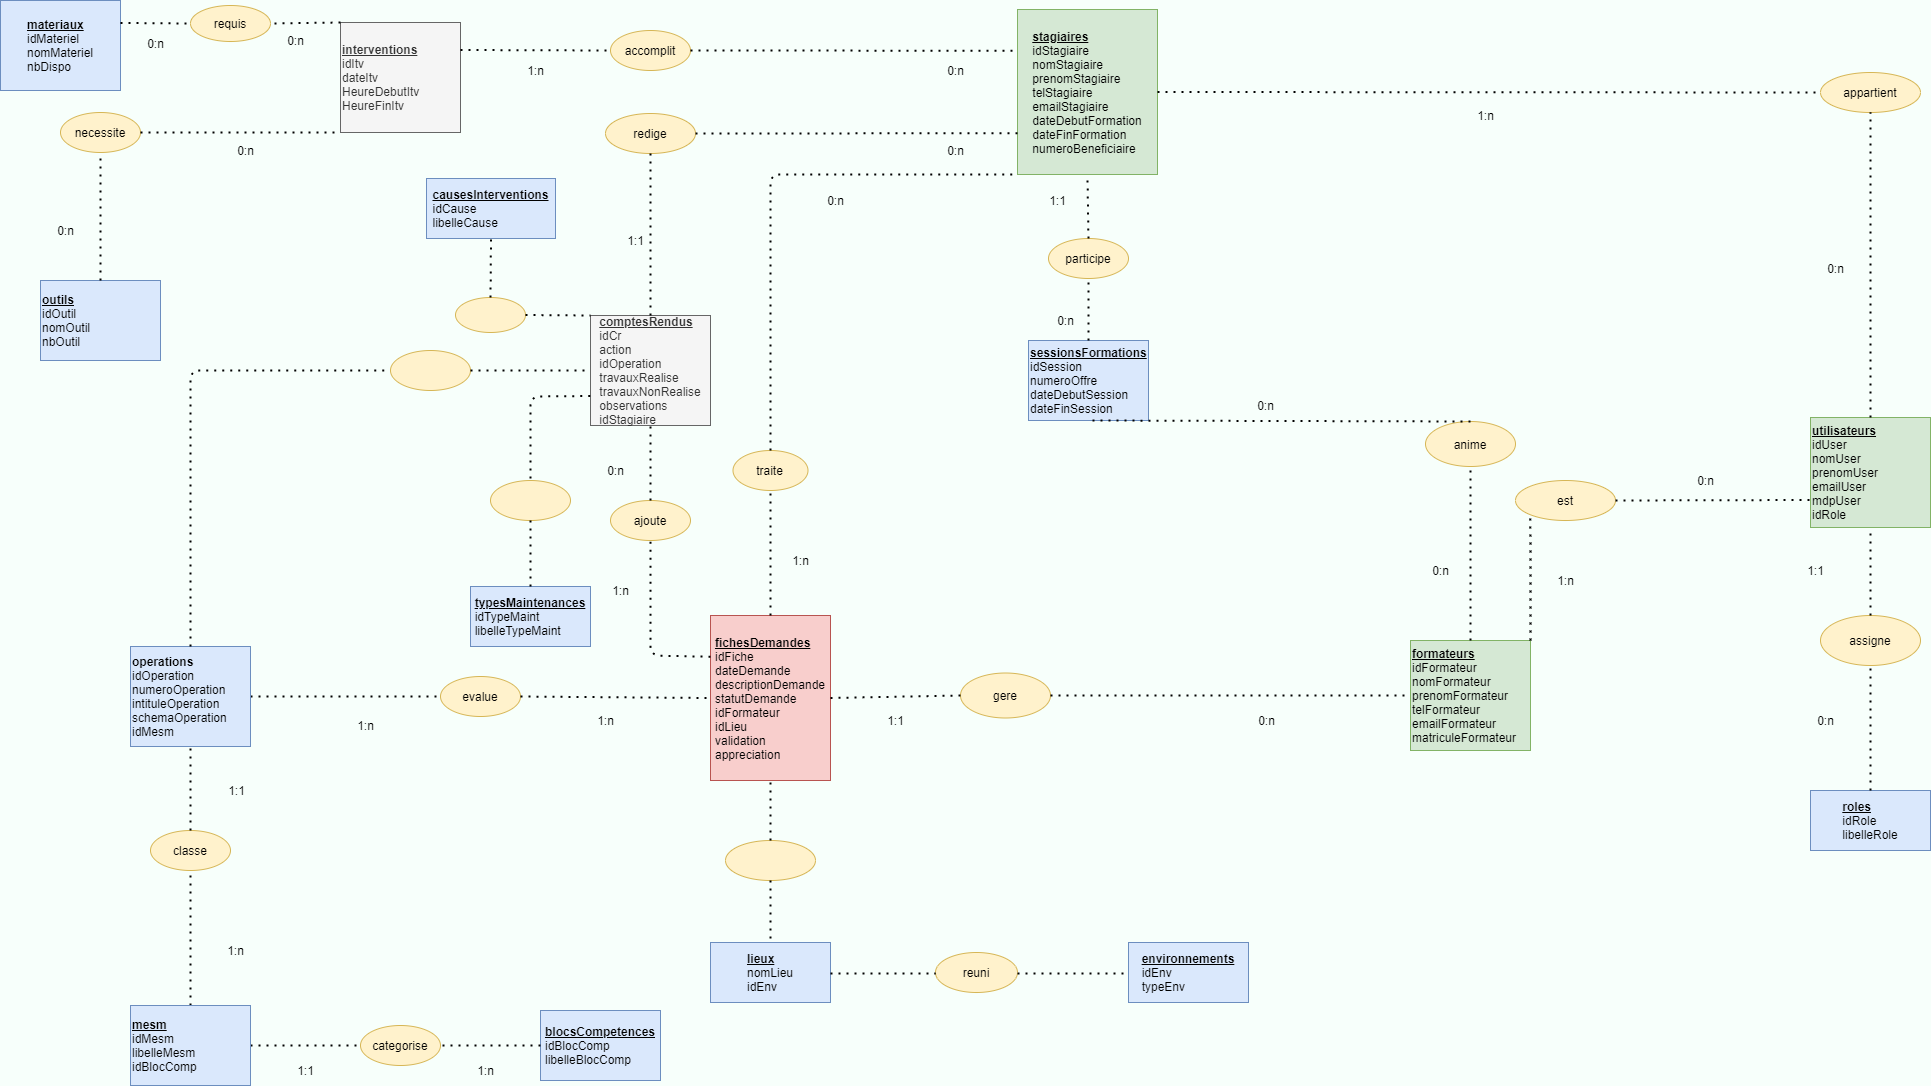 materiaux
idMateriel
nomMateriel
nbDispo
0:n
requis
0:n
interventions
idItv
dateItv
HeureDebutItv
HeureFinItv
1:n
accomplit
0:n
stagiaires
idStagiaire
nomStagiaire
prenomStagiaire
telStagiaire
emailStagiaire
dateDebutFormation
dateFinFormation
numeroBeneficiaire
1:n
appartient
necessite
0:n
redige
0:n
0:n
causesInterventions
idCause
libelleCause
1:1
0:n
1:1
participe
0:n
0:n
outils
idOutil
nomOutil
nbOutil
comptesRendus
idCr
action
idOperation
travauxRealise
travauxNonRealise
observations
idStagiaire
0:n
sessionsFormations
idSession
numeroOffre
dateDebutSession
dateFinSession
0:n
anime
utilisateurs
idUser
nomUser
prenomUser
emailUser
mdpUser
idRole
0:n
traite
est
0:n
ajoute
1:n
1:n
0:n
1:n
1:1
typesMaintenances
idTypeMaint
libelleTypeMaint
assigne
operations
idOperation
numeroOperation
intituleOperation
schemaOperation
idMesm
1:n
evalue
1:n
fichesDemandes
idFiche
dateDemande
descriptionDemande
statutDemande
idFormateur
idLieu
validation
appreciation
1:1
gere
0:n
formateurs
idFormateur
nomFormateur
prenomFormateur
telFormateur
emailFormateur
matriculeFormateur
0:n
roles
idRole
libelleRole
1:1
classe
1:n
lieux
nomLieu
idEnv
reuni
environnements
idEnv
typeEnv
mesm
idMesm
libelleMesm
idBlocComp
1:1
categorise
1:n
blocsCompetences
idBlocComp
libelleBlocComp